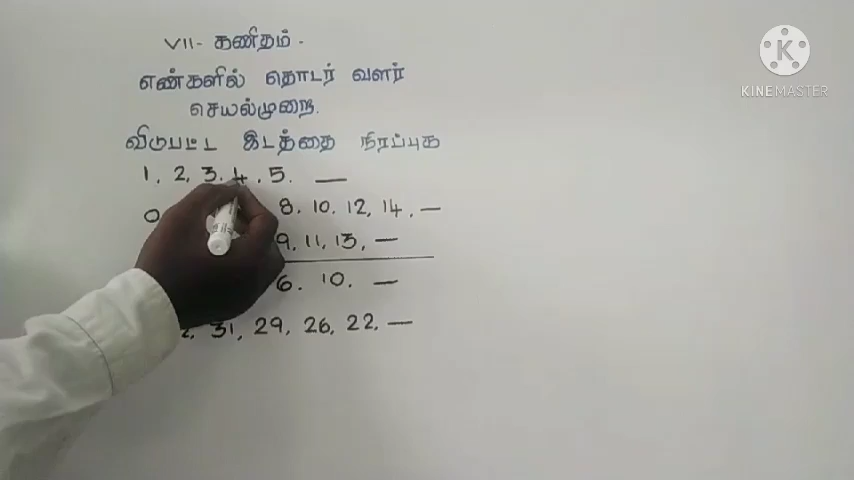 VII - கணிதம் -
எண்களில் தொடர் வளர்
செயல்முறை.
விடுபட்ட இடத்தை நிரப்புக
1, 2, 3, 4, 5. —
0 8, 10, 12, 14, —
9, 11, 13, —
6. 10. —
31, 29, 26, 22, —
KINEMASTER